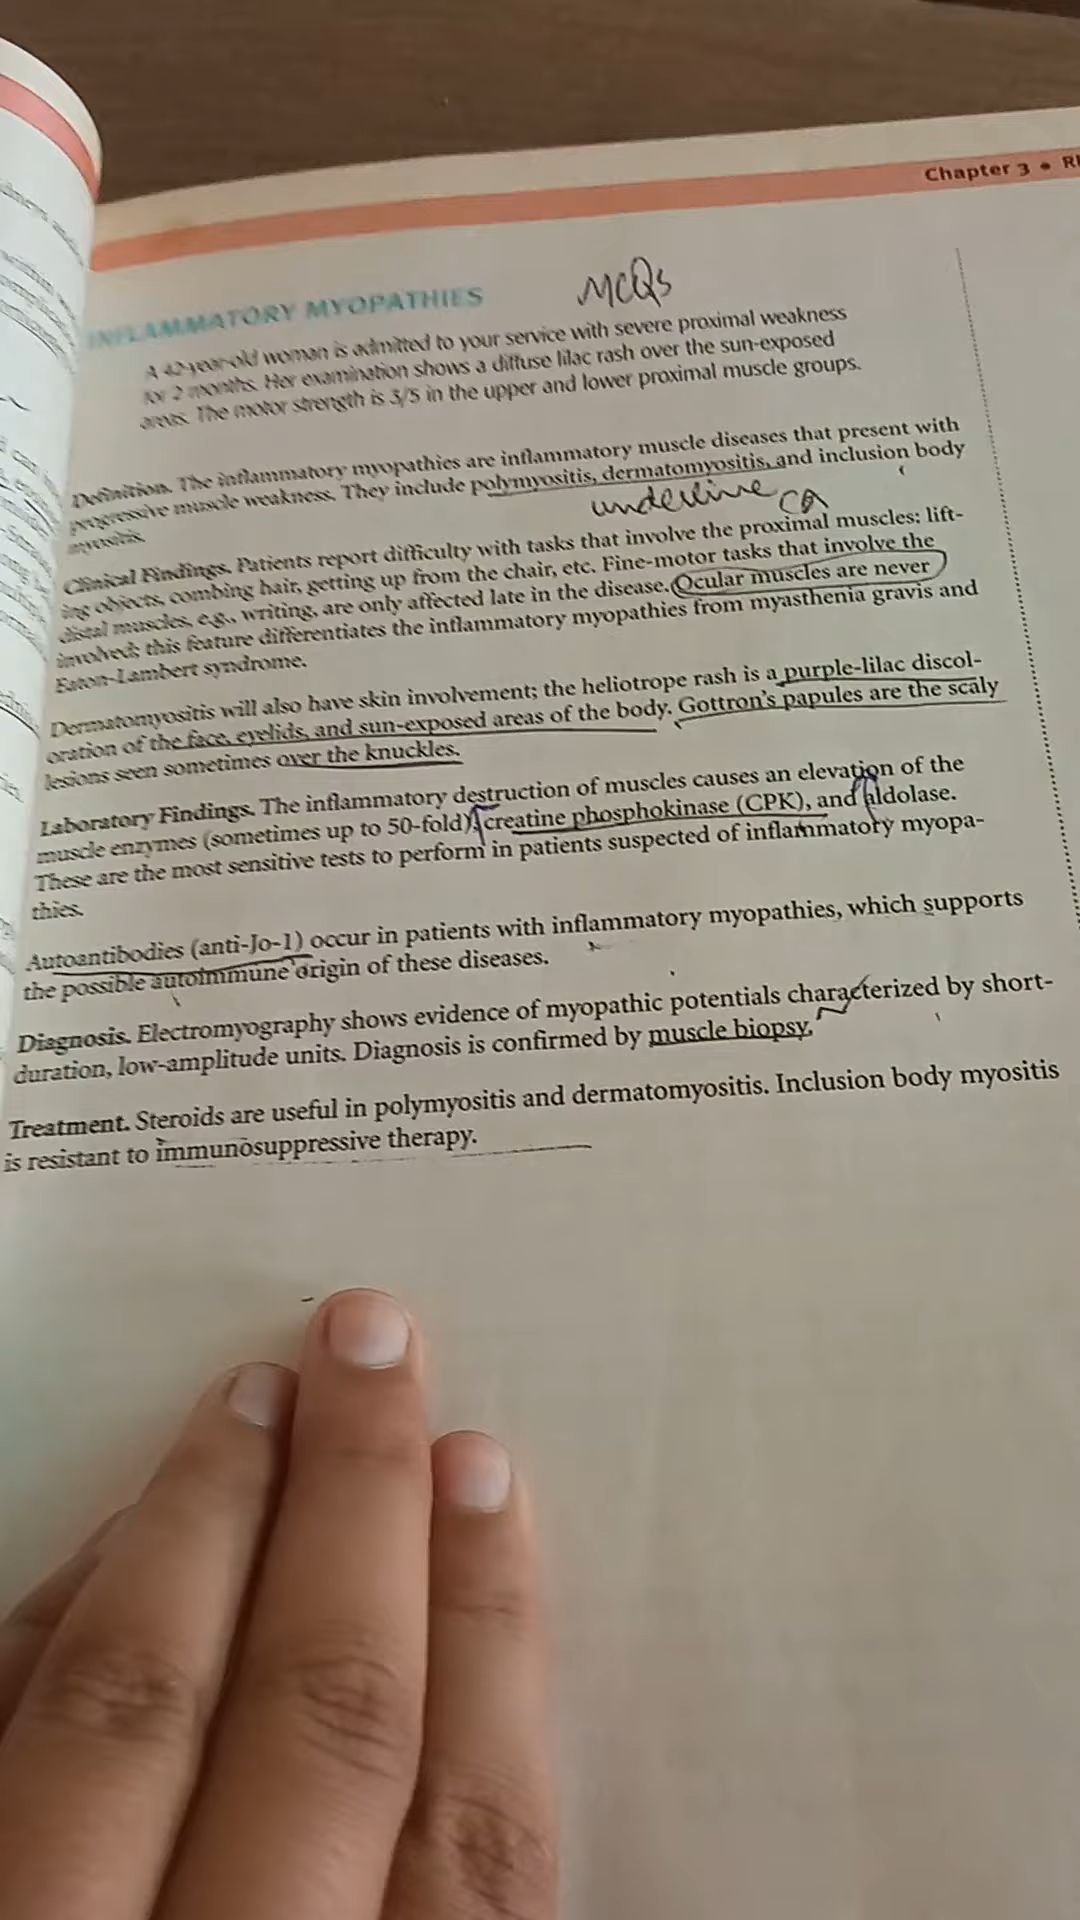 Chapter 3 •
INFLAMMATORY MYOPATHIES
MCQs
A 42-year-old woman is admitted to your service with severe proximal weakness
for 2 months. Her examination shows a diffuse lilac rash over the sun-exposed
areas. The motor strength is 3/5 in the upper and lower proximal muscle groups.
Definition. The inflammatory myopathies are inflammatory muscle diseases that present with
progressive muscle weakness. They include polymyositis, dermatomyositis, and inclusion body
myositis.
underline ca
Clinical Findings. Patients report difficulty with tasks that involve the proximal muscles: lift-
ing objects, combing hair, getting up from the chair, etc. Fine-motor tasks that involve the
distal muscles, e.g., writing, are only affected late in the disease. Ocular muscles are never
involved; this feature differentiates the inflammatory myopathies from myasthenia gravis and
Eaton-Lambert syndrome.
Dermatomyositis will also have skin involvement; the heliotrope rash is a purple-lilac discol-
oration of the face, eyelids, and sun-exposed areas of the body. Gottron's papules are the scaly
lesions seen sometimes over the knuckles.
Laboratory Findings. The inflammatory destruction of muscles causes an elevation of the
muscle enzymes (sometimes up to 50-fold), creatine phosphokinase (CPK), and aldolase.
These are the most sensitive tests to perform in patients suspected of inflammatory myopa-
thies.
Autoantibodies (anti-Jo-1) occur in patients with inflammatory myopathies, which supports
the possible autoimmune origin of these diseases.
Diagnosis. Electromyography shows evidence of myopathic potentials characterized by short-
duration, low-amplitude units. Diagnosis is confirmed by muscle biopsy.
Treatment. Steroids are useful in polymyositis and dermatomyositis. Inclusion body myositis
is resistant to immunosuppressive therapy.